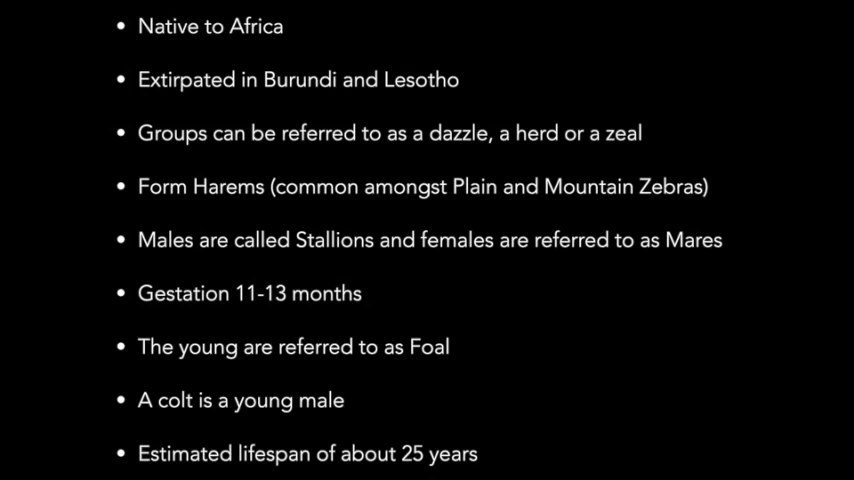 • Native to Africa
• Extirpated in Burundi and Lesotho
• Groups can be referred to as a dazzle, a herd or a zeal
• Form Harems (common amongst Plain and Mountain Zebras)
• Males are called Stallions and females are referred to as Mares
• Gestation 11-13 months
• The young are referred to as Foal
• A colt is a young male
• Estimated lifespan of about 25 years